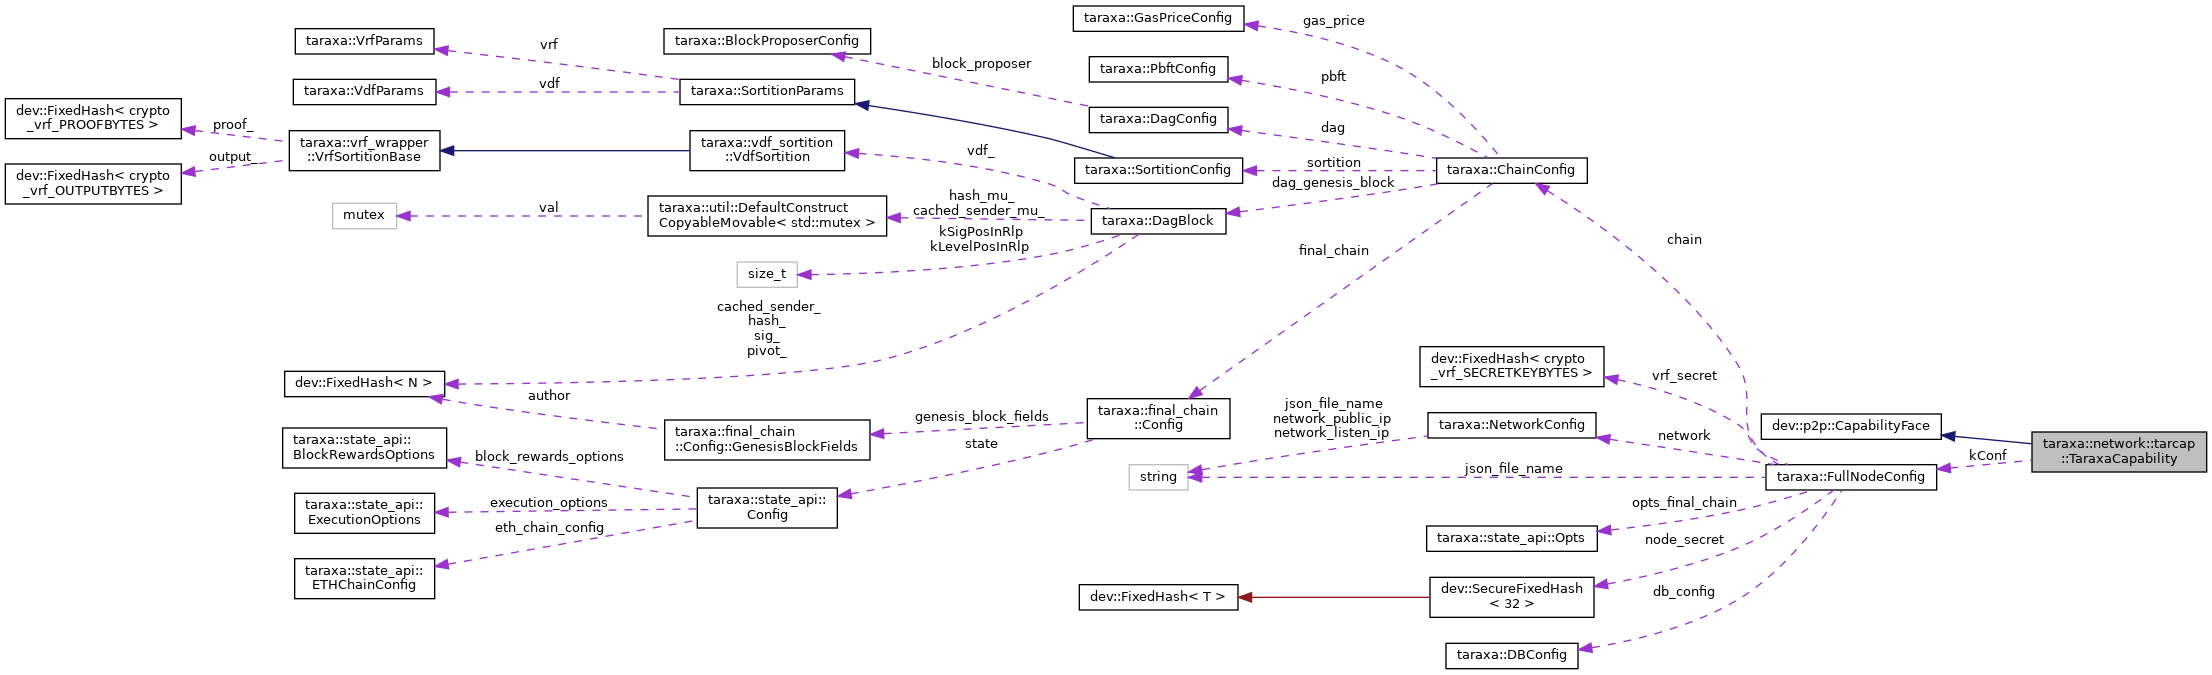 taraxa::GasPriceConfig
gas_price
taraxa::VrfParams
vrf
taraxa::BlockProposerConfig
block_proposer
taraxa::PbftConfig
pbft
taraxa::VdfParams
vdf
taraxa::SortitionParams
dev::FixedHash< crypto
_vrf_PROOFBYTES >
proof_
taraxa::DagConfig
dag
taraxa::vrf_wrapper
::VrfSortitionBase
taraxa::vdf_sortition
::VdfSortition
vdf_
output_
dev::FixedHash< crypto
_vrf_OUTPUTBYTES >
taraxa::SortitionConfig
sortition
taraxa::ChainConfig
dag_genesis_block
mutex
val
taraxa::util::DefaultConstruct
CopyableMovable< std::mutex >
hash_mu_
cached_sender_mu_
taraxa::DagBlock
kSigPosInRlp
kLevelPosInRlp
size_t
final_chain
chain
cached_sender_
hash_
sig_
pivot_
dev::FixedHash< N >
author
dev::FixedHash< crypto
_vrf_SECRETKEYBYTES >
vrf_secret
taraxa::final_chain
::Config::GenesisBlockFields
genesis_block_fields
taraxa::final_chain
::Config
json_file_name
network_public_ip
network_listen_ip
taraxa::NetworkConfig
network
dev::p2p::CapabilityFace
taraxa::network::tarcap
::TaraxaCapability
kConf
taraxa::state_api::
BlockRewardsOptions
block_rewards_options
state
string
json_file_name
taraxa::FullNodeConfig
taraxa::state_api::
ExecutionOptions
execution_options
taraxa::state_api::
Config
opts_final_chain
taraxa::state_api::Opts
eth_chain_config
taraxa::state_api::
ETHChainConfig
node_secret
dev::FixedHash< T >
dev::SecureFixedHash
< 32 >
db_config
taraxa::DBConfig